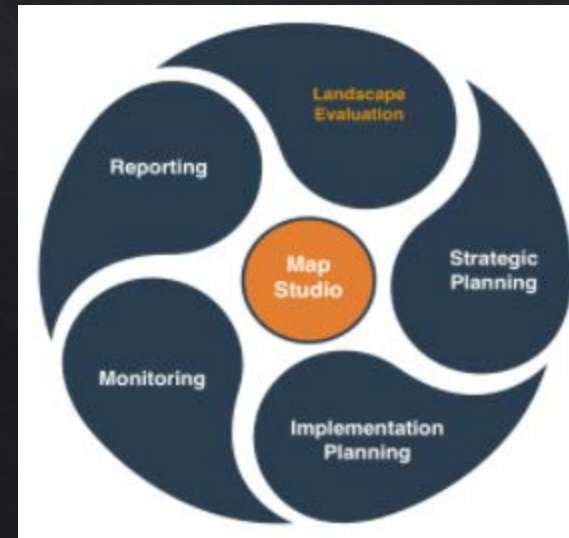 Landscape
Evaluation
Strategic
Planning
Implementation
Planning
Monitoring
Reporting
Map
Studio